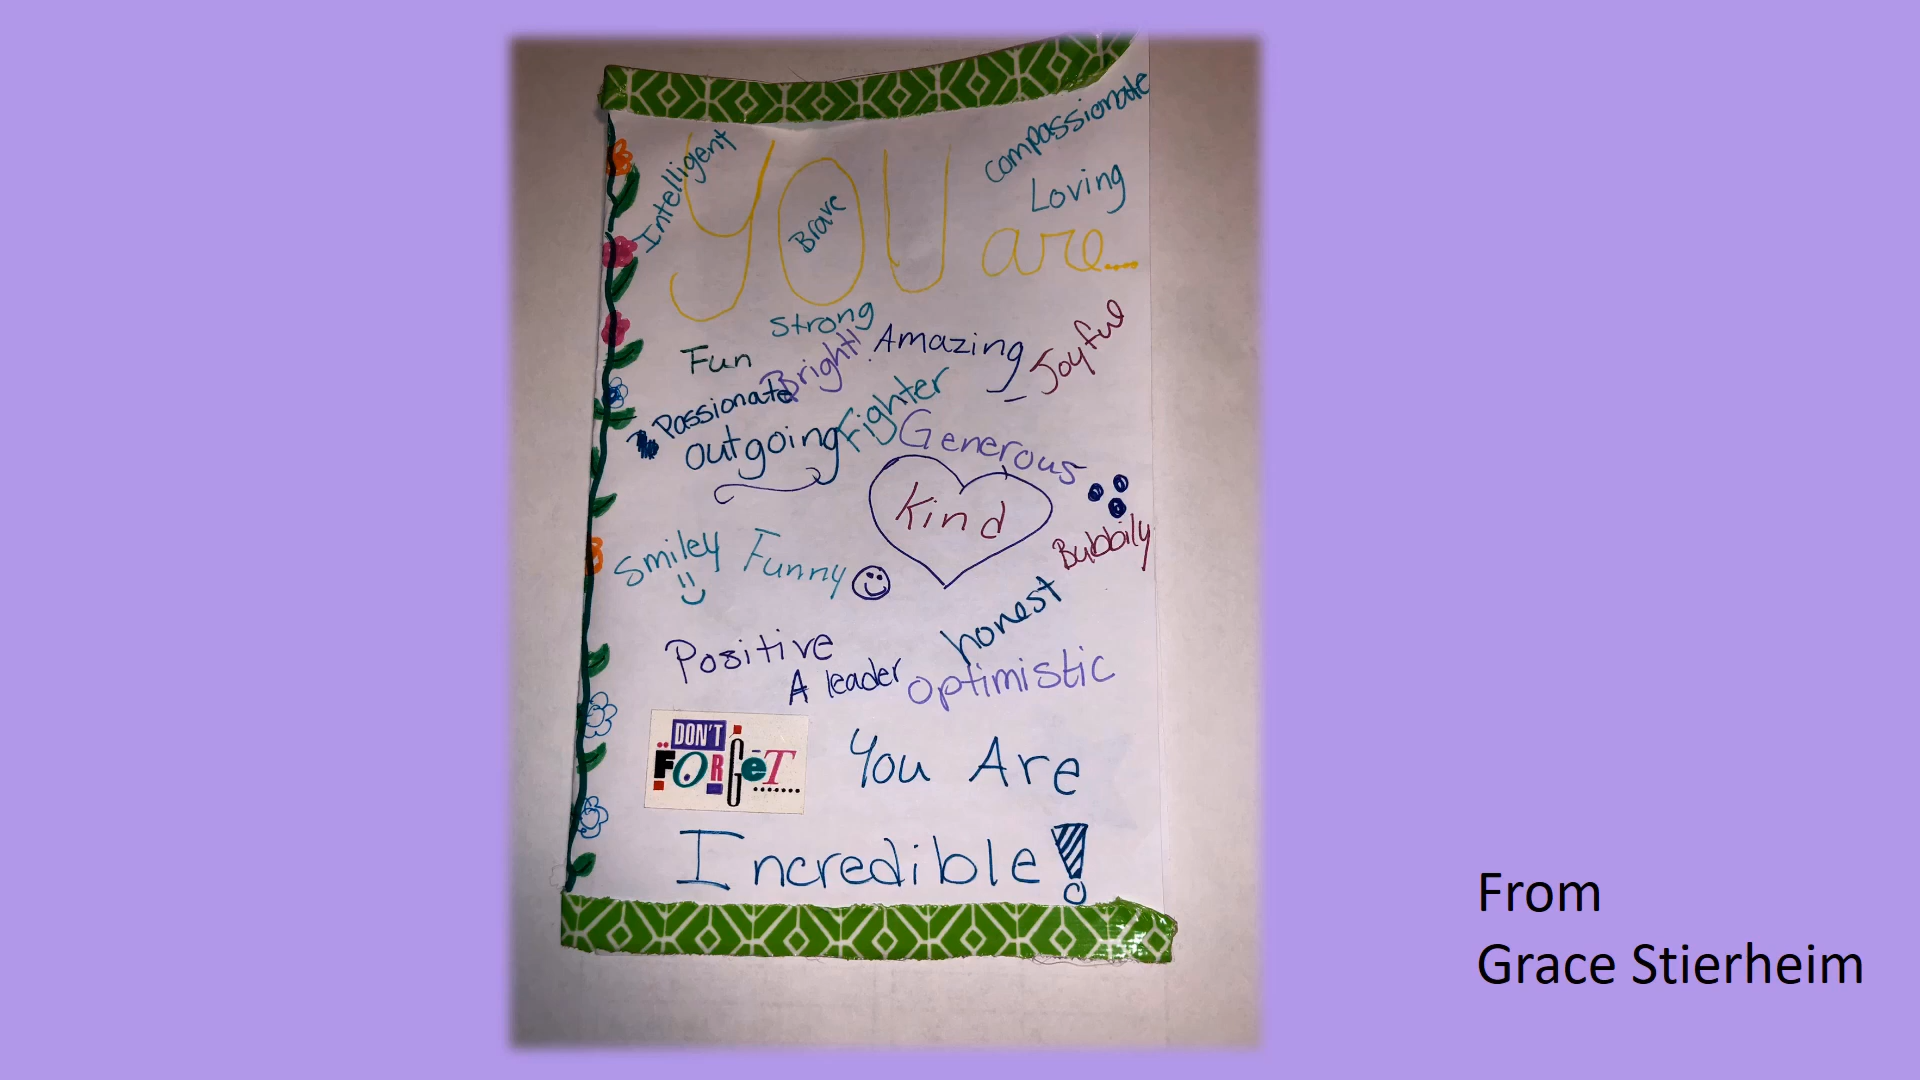 Intelligent
YOU
Brave
compassionate
Loving
are....
Strong
Fun
Bright!
Amazing
Joyful
Passionate
outgoing
Fighter
Generous
Kind
Bubbily
Smiley
Funny
honest
Positive
A leader
optimistic
DON'T
FORGET
.......
You Are
Incredible!
From
Grace Stierheim